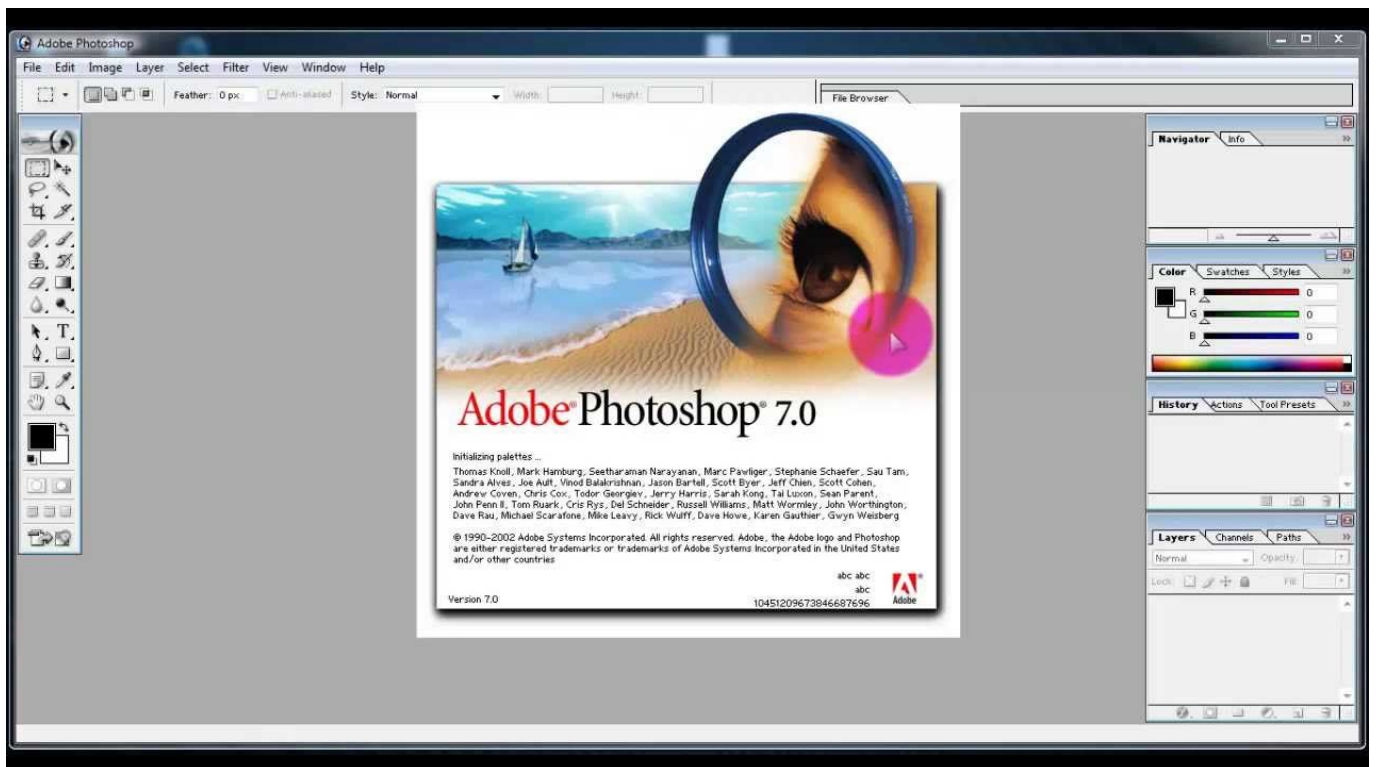 Adobe Photoshop
File Edit Image Layer Select Filter View Window Help
Feather: 0 px Anti-aliased Style: Normal Width: Height: File Browser
Navigator Info
Color Swatches Styles
R 0
G 0
B 0
History Actions Tool Presets
Layers Channels Paths
Normal Opacity:
Lock: Fill:
Adobe® Photoshop® 7.0
Initializing palettes ...
Thomas Knoll, Mark Hamburg, Seetharaman Narayanan, Marc Pawliger, Stephanie Schaefer, Sau Tam,
Sandra Alves, Joe Ault, Vinod Balakrishnan, Jason Bartell, Scott Byer, Jeff Chien, Scott Cohen,
Andrew Coven, Chris Cox, Todor Georgiev, Jerry Harris, Sarah Kong, Tai Luxon, Sean Parent,
John Penn II, Tom Ruark, Cris Rys, Del Schneider, Russell Williams, Matt Wormley, John Worthington,
Dave Rau, Michael Scarafone, Mike Leavy, Rick Wulff, Dave Howe, Karen Gauthier, Gwyn Weisberg
© 1990-2002 Adobe Systems Incorporated. All rights reserved. Adobe, the Adobe logo and Photoshop
are either registered trademarks or trademarks of Adobe Systems Incorporated in the United States
and/or other countries
abc abc
abc
Version 7.0 10451209673846687696 Adobe